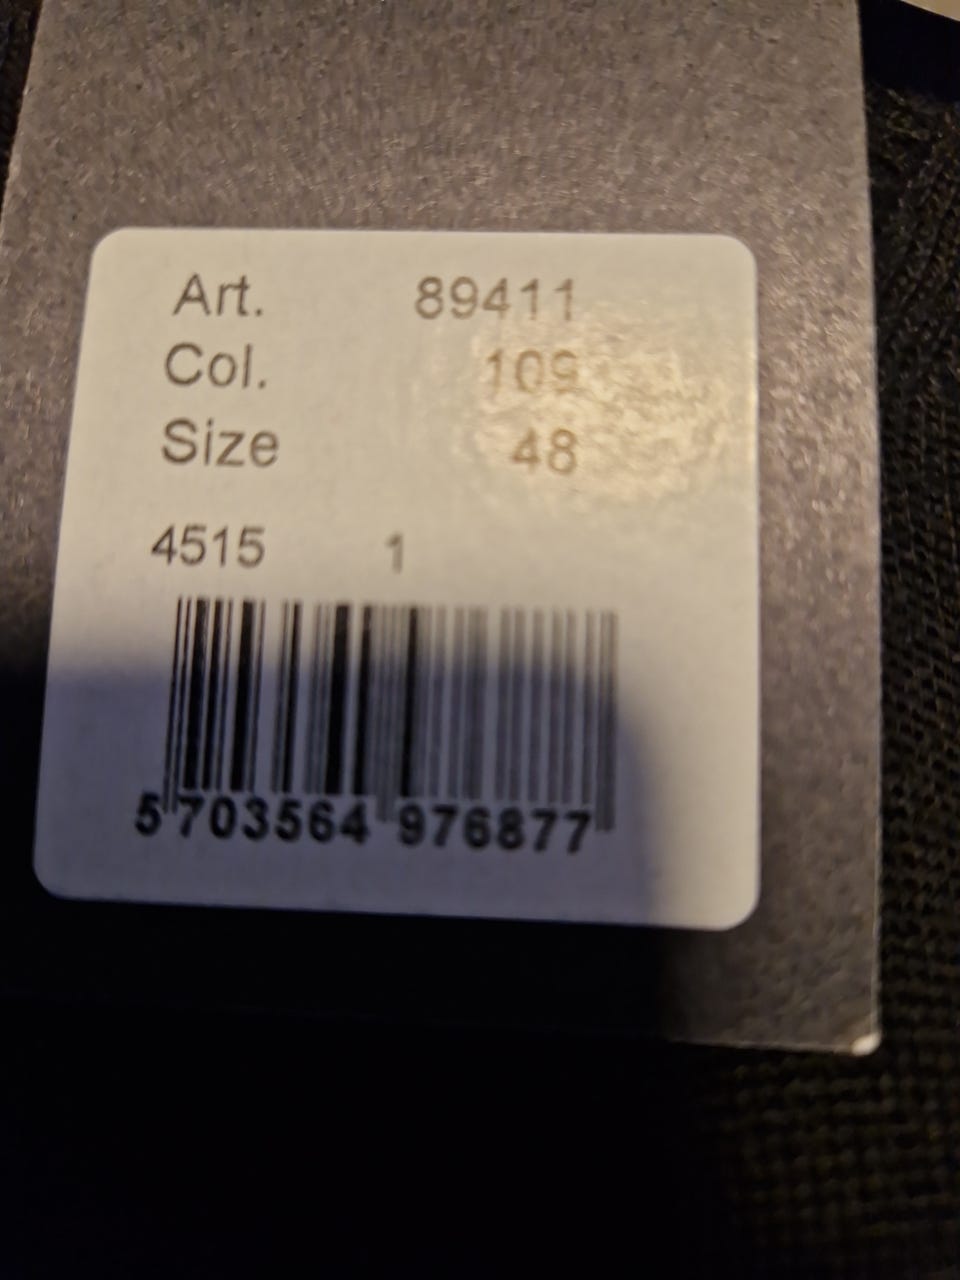 Art. 89411
Col. 109
Size 48
4515 1
5 703564 976877